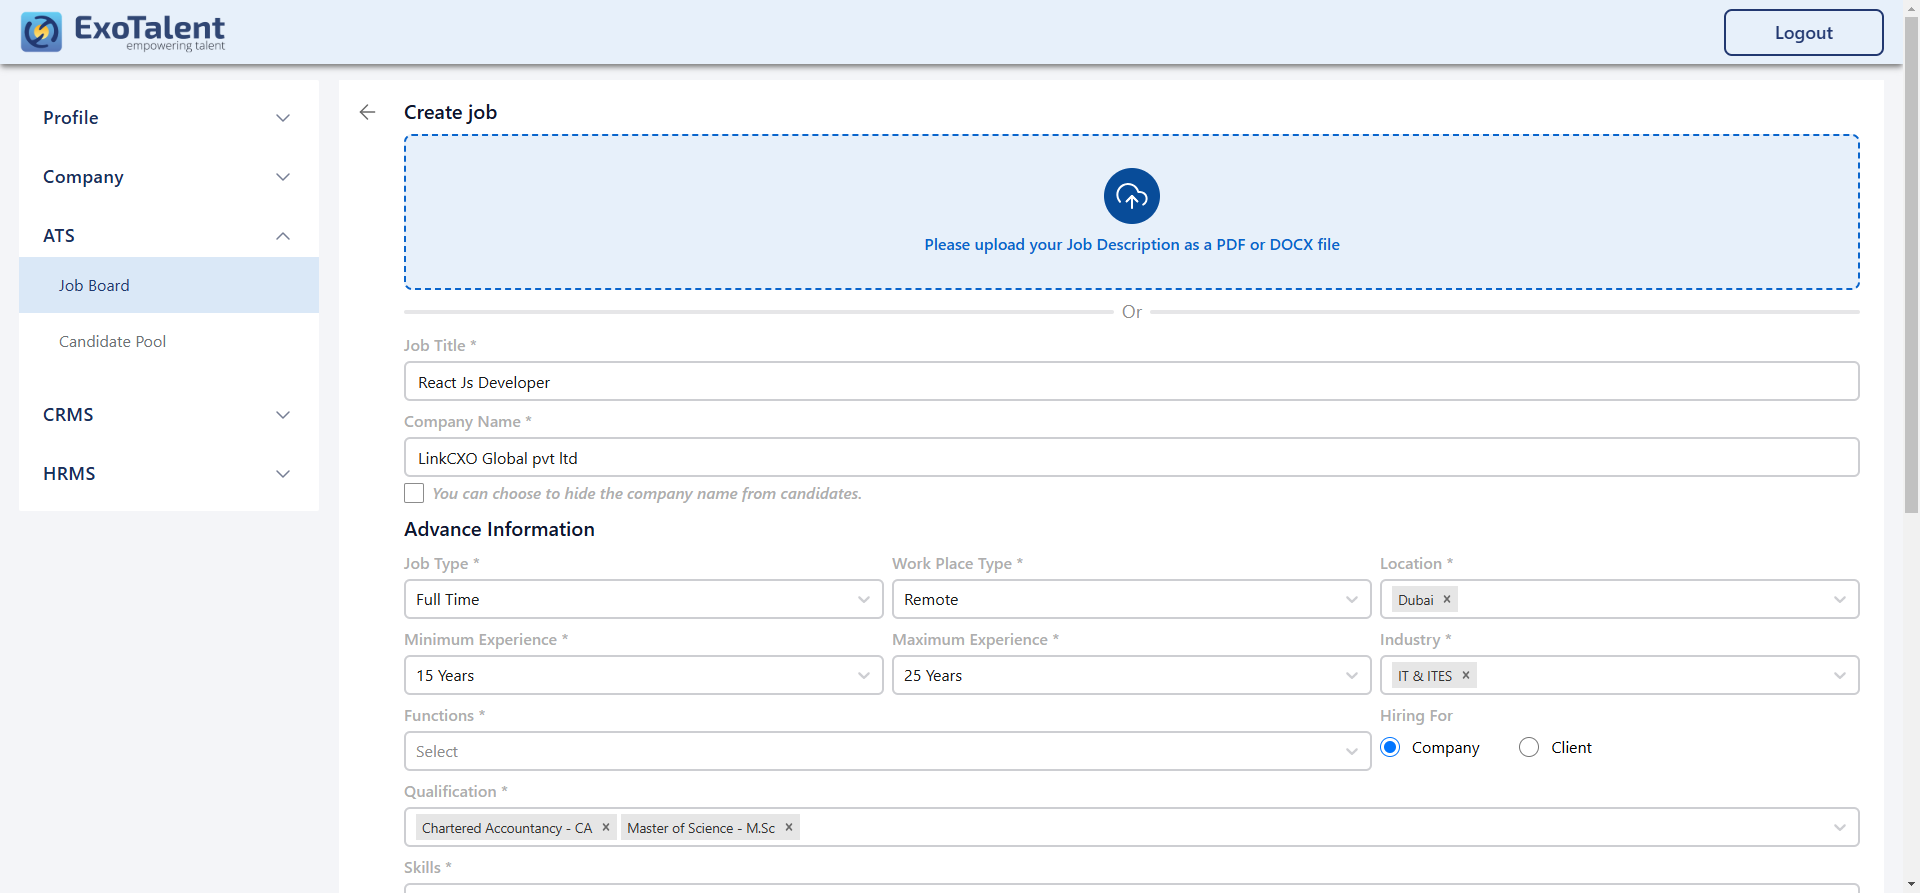 ExoTalent
empowering talent
Logout
Profile
Company
ATS
Job Board
Candidate Pool
CRMS
HRMS
Create job
Please upload your Job Description as a PDF or DOCX file
Or
Job Title *
React Js Developer
Company Name *
LinkCXO Global pvt ltd
You can choose to hide the company name from candidates.
Advance Information
Job Type * Work Place Type * Location *
Full Time Remote Dubai ×
Minimum Experience * Maximum Experience * Industry *
15 Years 25 Years IT & ITES ×
Functions * Hiring For
Select Company Client
Qualification *
Chartered Accountancy - CA × Master of Science - M.Sc ×
Skills *